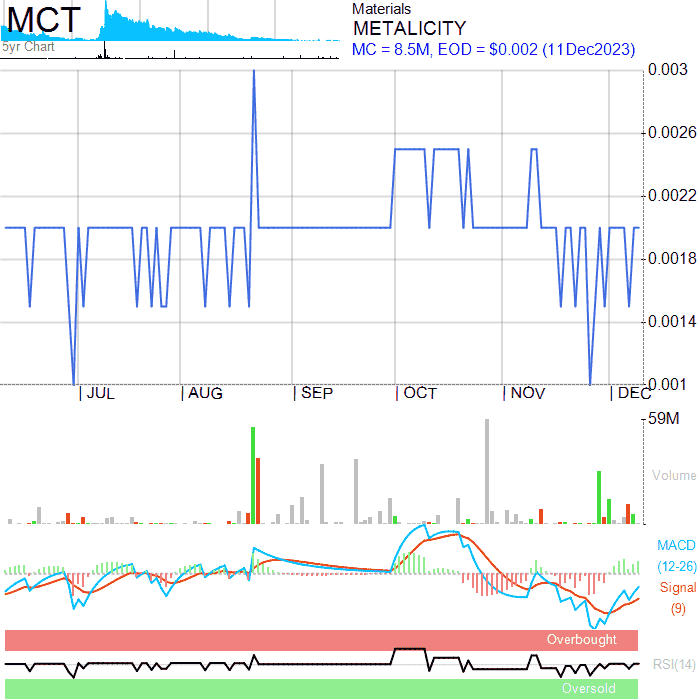 MCT
5yr Chart
Materials
METALICITY
MC = 8.5M, EOD = $0.002 (11Dec2023)
0.003
0.0026
0.0022
0.0018
0.0014
0.001
JUL AUG SEP OCT NOV DEC
59M
Volume
MACD
(12-26)
Signal
(9)
Overbought
RSI(14)
Oversold